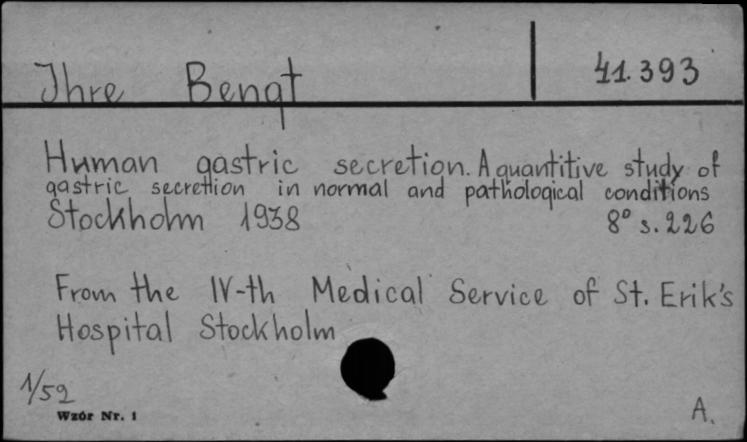 Ihre Bengt 41.393
Human gastric secretion. A quantitive study of
gastric secretion in normal and pathological conditions
Stockholm 1938 8° s. 226
From the IV-th Medical Service of St. Erik's
Hospital Stockholm
1/52
Wzór Nr. 1
A.